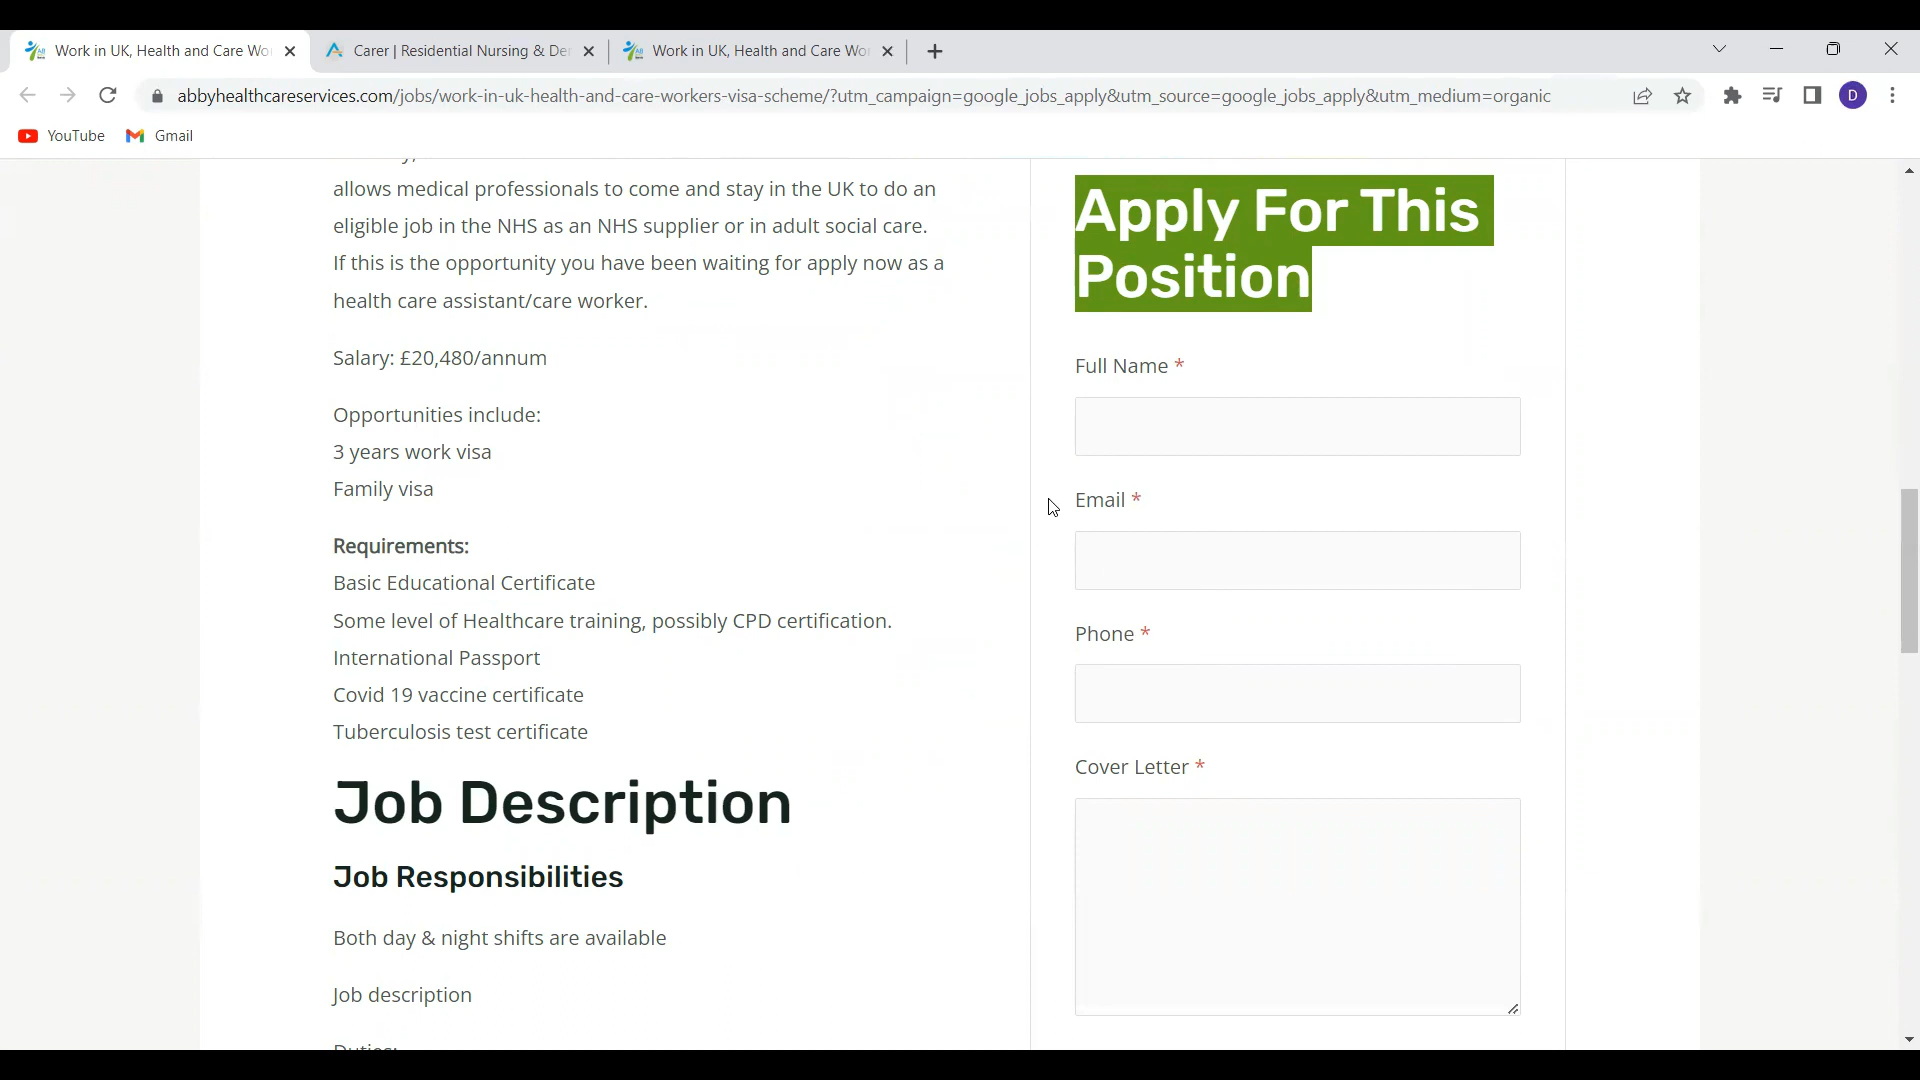 Work in UK, Health and Care Wo
Carer | Residential Nursing & De
Work in UK, Health and Care Wo
abbyhealthcareservices.com/jobs/work-in-uk-health-and-care-workers-visa-scheme/?utm_campaign=google_jobs_apply&utm_source=google_jobs_apply&utm_medium=organic
D
YouTube
Gmail
allows medical professionals to come and stay in the UK to do an
eligible job in the NHS as an NHS supplier or in adult social care.
If this is the opportunity you have been waiting for apply now as a
health care assistant/care worker.
Salary: £20,480/annum
Opportunities include:
3 years work visa
Family visa
Requirements:
Basic Educational Certificate
Some level of Healthcare training, possibly CPD certification.
International Passport
Covid 19 vaccine certificate
Tuberculosis test certificate
Job Description
Job Responsibilities
Both day & night shifts are available
Job description
Duties:
Apply For This
Position
Full Name *
Email *
Phone *
Cover Letter *